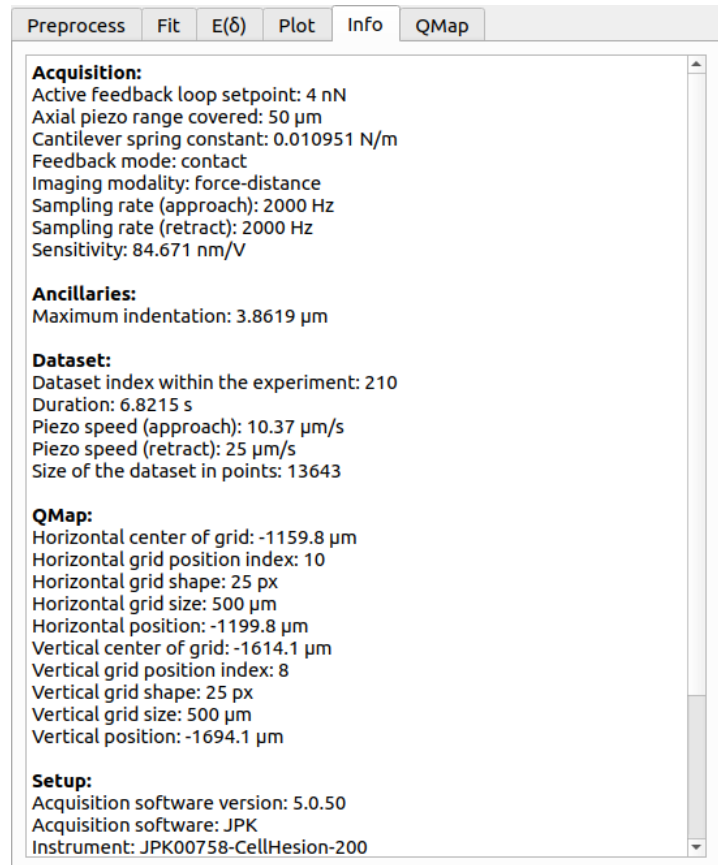 Preprocess Fit E(δ) Plot Info QMap
Acquisition:
Active feedback loop setpoint: 4 nN
Axial piezo range covered: 50 μm
Cantilever spring constant: 0.010951 N/m
Feedback mode: contact
Imaging modality: force-distance
Sampling rate (approach): 2000 Hz
Sampling rate (retract): 2000 Hz
Sensitivity: 84.671 nm/V
Ancillaries:
Maximum indentation: 3.8619 μm
Dataset:
Dataset index within the experiment: 210
Duration: 6.8215 s
Piezo speed (approach): 10.37 μm/s
Piezo speed (retract): 25 μm/s
Size of the dataset in points: 13643
QMap:
Horizontal center of grid: -1159.8 μm
Horizontal grid position index: 10
Horizontal grid shape: 25 px
Horizontal grid size: 500 μm
Horizontal position: -1199.8 μm
Vertical center of grid: -1614.1 μm
Vertical grid position index: 8
Vertical grid shape: 25 px
Vertical grid size: 500 μm
Vertical position: -1694.1 μm
Setup:
Acquisition software version: 5.0.50
Acquisition software: JPK
Instrument: JPK00758-CellHesion-200